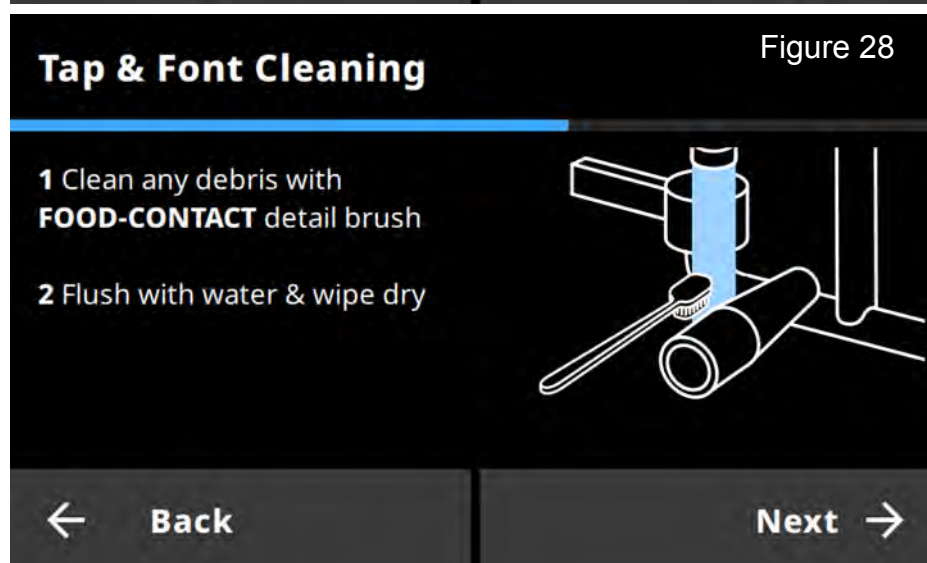 Tap & Font Cleaning
Figure 28
1 Clean any debris with
FOOD-CONTACT detail brush
2 Flush with water & wipe dry
← Back
Next →